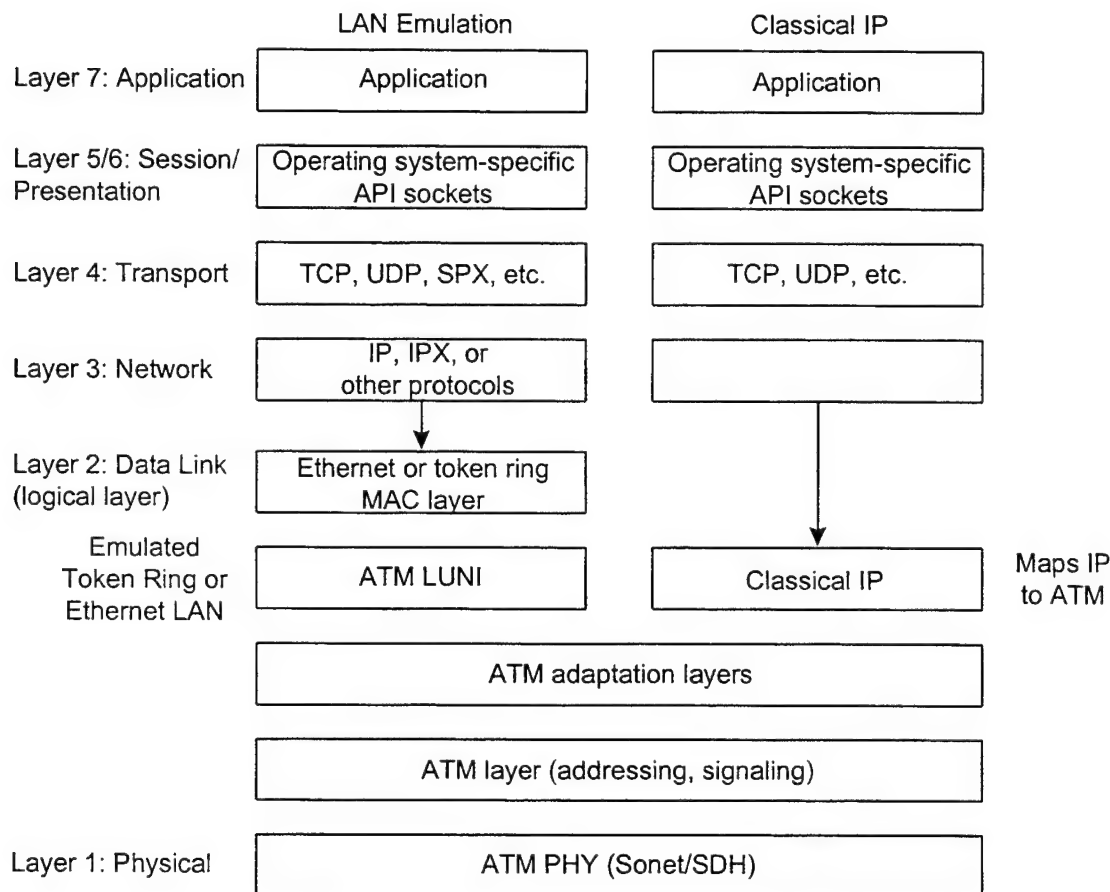 LAN Emulation
Classical IP
Layer 7: Application
Application
Application
Layer 5/6: Session/
Presentation
Operating system-specific
API sockets
Operating system-specific
API sockets
Layer 4: Transport
TCP, UDP, SPX, etc.
TCP, UDP, etc.
Layer 3: Network
IP, IPX, or
other protocols
Layer 2: Data Link
(logical layer)
Ethernet or token ring
MAC layer
Emulated
Token Ring or
Ethernet LAN
ATM LUNI
Classical IP
Maps IP
to ATM
ATM adaptation layers
ATM layer (addressing, signaling)
Layer 1: Physical
ATM PHY (Sonet/SDH)